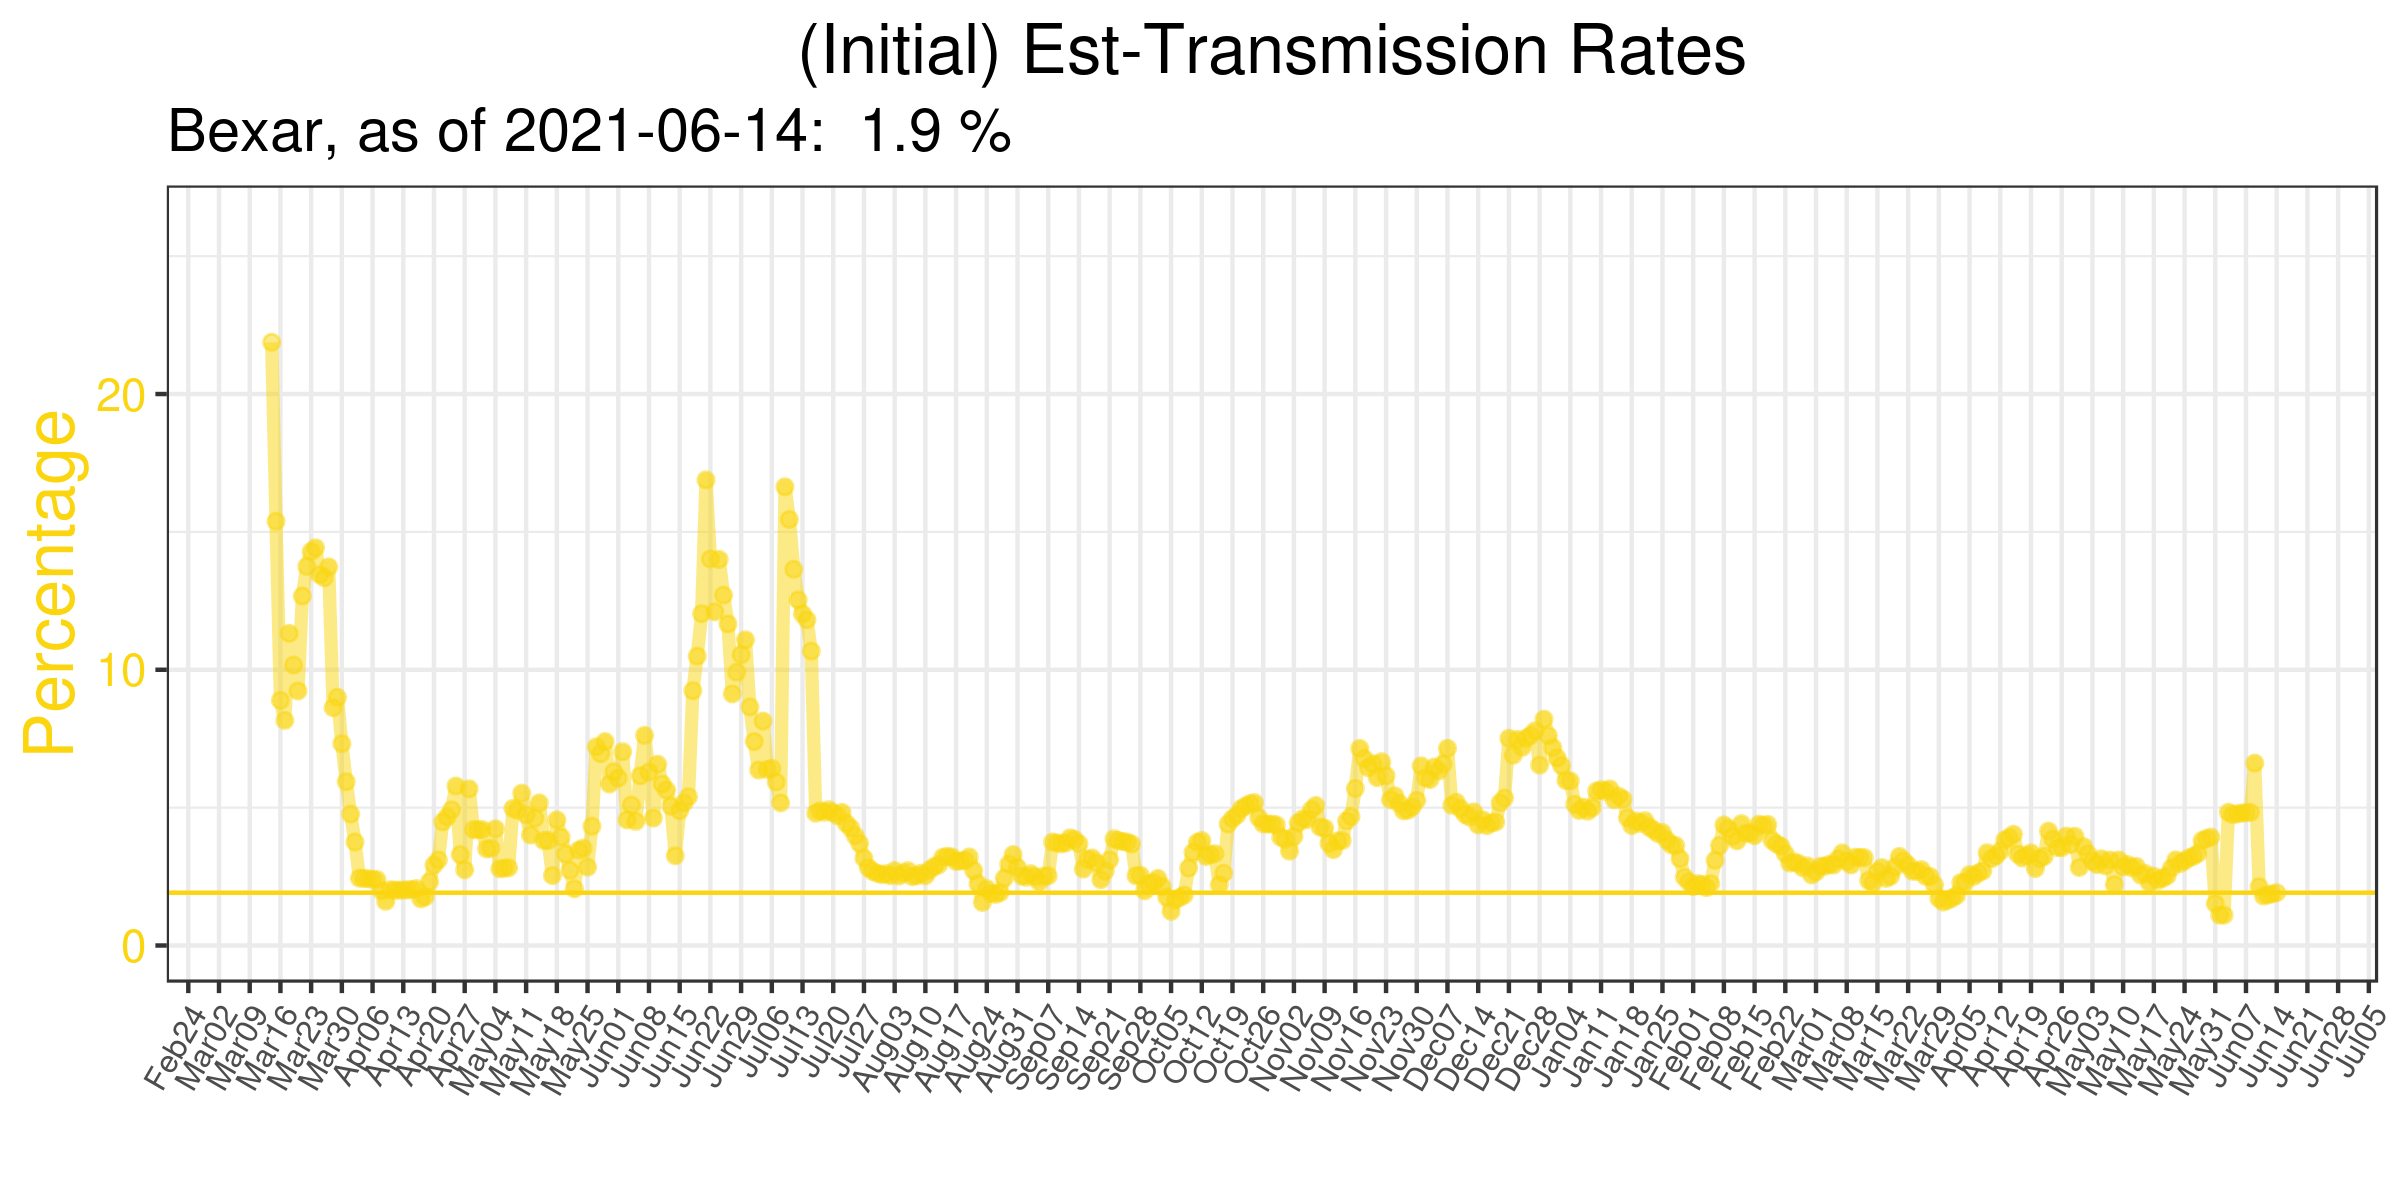 (Initial) Est-Transmission Rates
Bexar, as of 2021-06-14:  1.9 %
Percentage
20
10
0
Feb24
Mar02
Mar09
Mar16
Mar23
Mar30
Apr06
Apr13
Apr20
Apr27
May04
May11
May18
May25
Jun01
Jun08
Jun15
Jun22
Jun29
Jul06
Jul13
Jul20
Jul27
Aug03
Aug10
Aug17
Aug24
Aug31
Sep07
Sep14
Sep21
Sep28
Oct05
Oct12
Oct19
Oct26
Nov02
Nov09
Nov16
Nov23
Nov30
Dec07
Dec14
Dec21
Dec28
Jan04
Jan11
Jan18
Jan25
Feb01
Feb08
Feb15
Feb22
Mar01
Mar08
Mar15
Mar22
Mar29
Apr05
Apr12
Apr19
Apr26
May03
May10
May17
May24
May31
Jun07
Jun14
Jun21
Jun28
Jul05